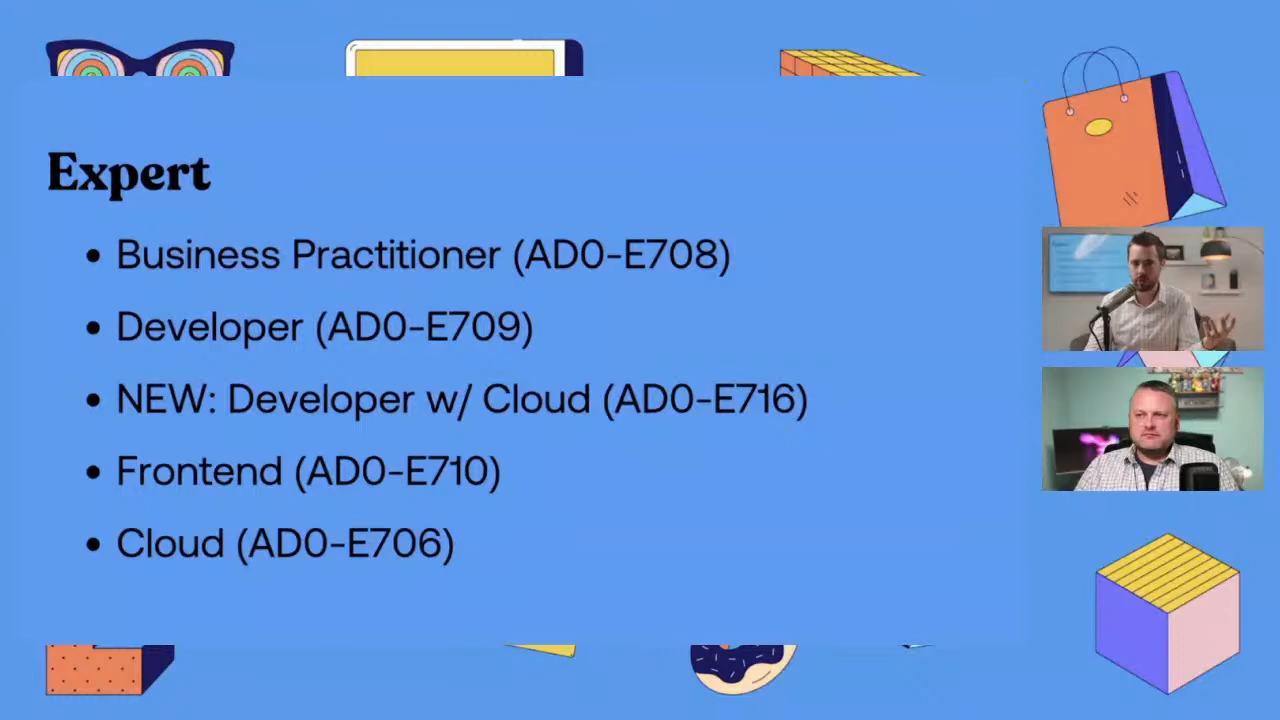 Expert
• Business Practitioner (AD0-E708)
• Developer (AD0-E709)
• NEW: Developer w/ Cloud (AD0-E716)
• Frontend (AD0-E710)
• Cloud (AD0-E706)